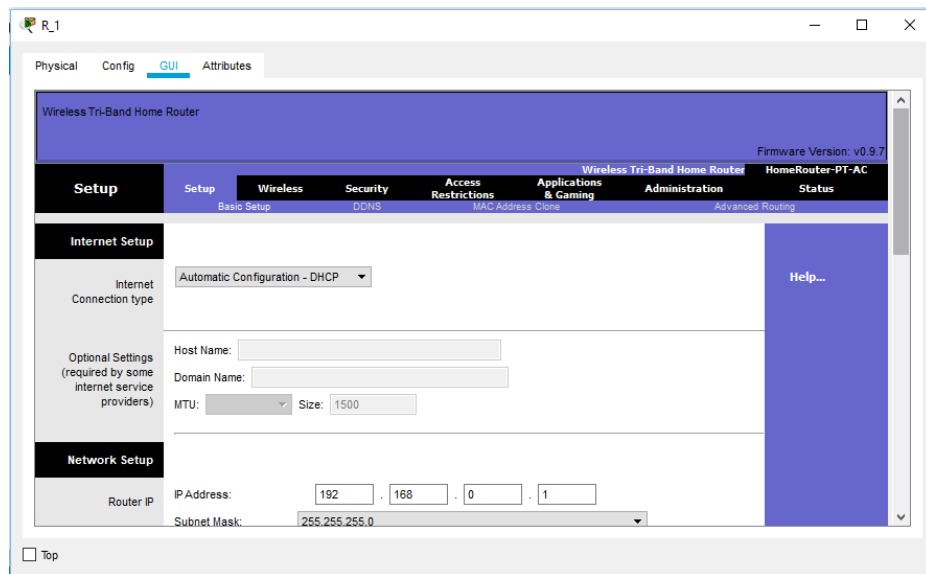 R_1
Physical Config GUI Attributes
Wireless Tri-Band Home Router
Firmware Version: v0.9.7
Wireless Tri-Band Home Router HomeRouter-PT-AC
Setup
Setup Wireless Security Access Restrictions Applications & Gaming Administration Status
Basic Setup DDNS MAC Address Clone Advanced Routing
Internet Setup
Internet
Connection type
Automatic Configuration - DHCP
Help...
Optional Settings
(required by some
internet service
providers)
Host Name:
Domain Name:
MTU: Size: 1500
Network Setup
Router IP
IP Address: 192 . 168 . 0 . 1
Subnet Mask: 255.255.255.0
Top